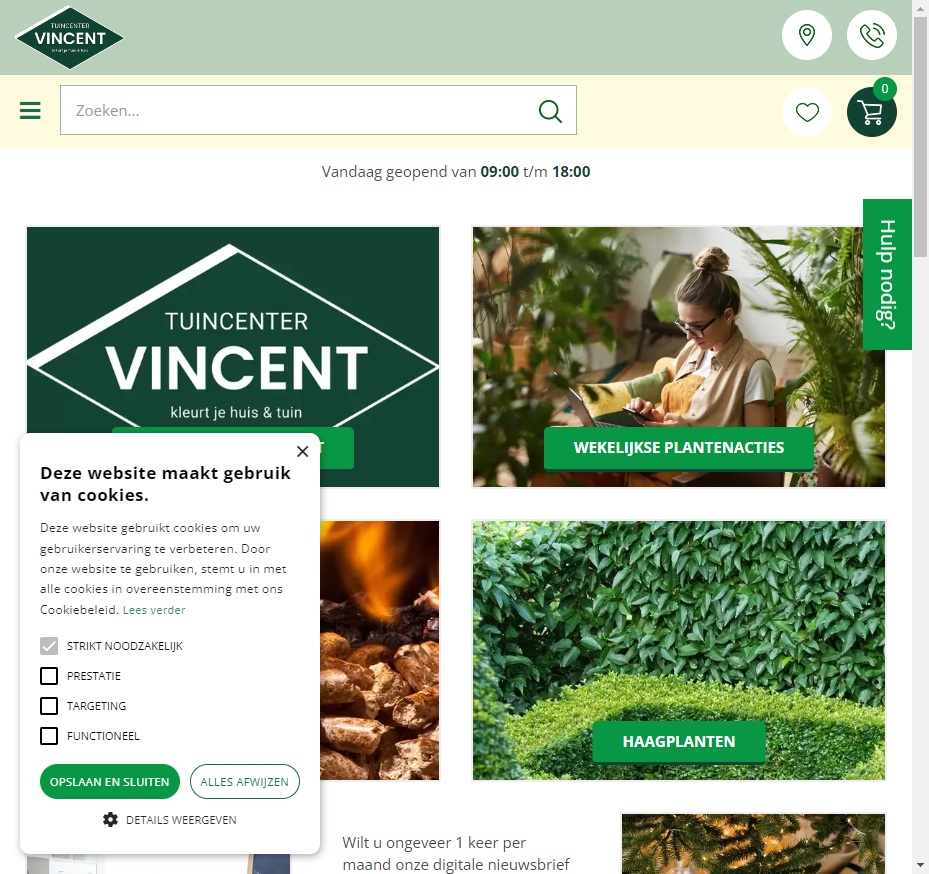 TUINCENTER
VINCENT
kleurt je huis & tuin
Zoeken...
0
Vandaag geopend van 09:00 t/m 18:00
Hulp nodig?
TUINCENTER
VINCENT
kleurt je huis & tuin
WEKELIJKSE PLANTENACTIES
Deze website maakt gebruik
van cookies.
Deze website gebruikt cookies om uw
gebruikerservaring te verbeteren. Door
onze website te gebruiken, stemt u in met
alle cookies in overeenstemming met ons
Cookiebeleid. Lees verder
STRIKT NOODZAKELIJK
PRESTATIE
TARGETING
FUNCTIONEEL
OPSLAAN EN SLUITEN
ALLES AFWIJZEN
DETAILS WEERGEVEN
HAAGPLANTEN
Wilt u ongeveer 1 keer per
maand onze digitale nieuwsbrief